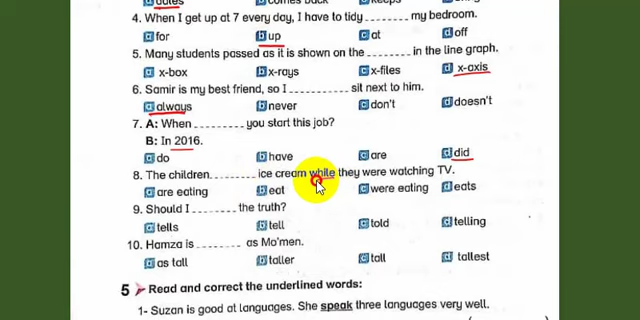 a dates
4. When I get up at 7 every day, I have to tidy ........ my bedroom.
a for b up c at d off
5. Many students passed as it is shown on the ........ in the line graph.
a x-box b x-rays c x-files d x-axis
6. Samir is my best friend, so I ........... sit next to him.
a always b never c don't d doesn't
7. A: When .......... you start this job?
B: In 2016.
a do b have c are d did
8. The children ......... ice cream while they were watching TV.
a are eating b eat c were eating d eats
9. Should I ......... the truth?
a tells b tell c told d telling
10. Hamza is ........ as Mo'men.
a as tall b taller c tall d tallest
5 Read and correct the underlined words:
1- Suzan is good at languages. She speak three languages very well.